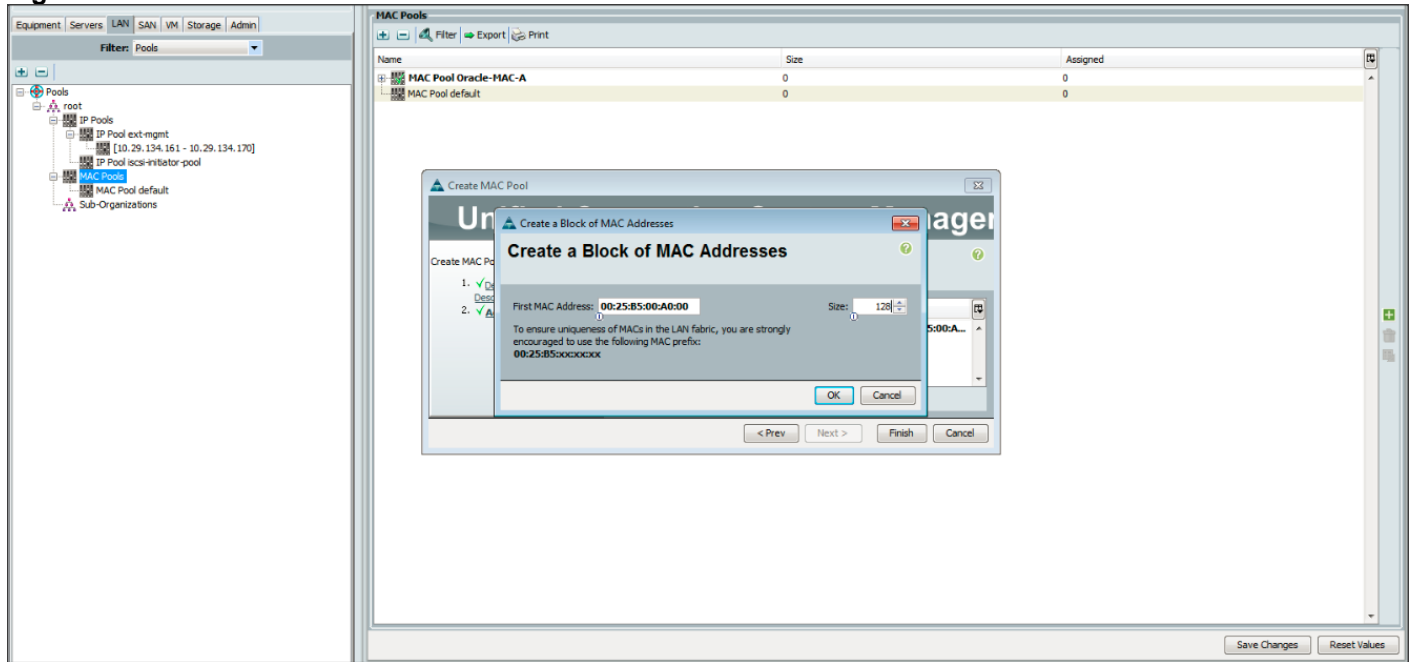 Equipment Servers LAN SAN VM Storage Admin
Filter: Pools
Pools
root
IP Pools
IP Pool ext-mgmt
[10.29.134.161 - 10.29.134.170]
IP Pool iscsi-initiator-pool
MAC Pools
MAC Pool default
Sub-Organizations
MAC Pools
Filter Export Print
Name Size Assigned
MAC Pool Oracle-MAC-A 0 0
MAC Pool default 0 0
Create MAC Pool
Create a Block of MAC Addresses
Create a Block of MAC Addresses
Create MAC
1.
2.
First MAC Address: 00:25:B5:00:A0:00 Size: 128
To ensure uniqueness of MACs in the LAN fabric, you are strongly
encouraged to use the following MAC prefix:
00:25:B5:xx:xx:xx
5:00:A...
OK Cancel
< Prev Next > Finish Cancel
Save Changes Reset Values